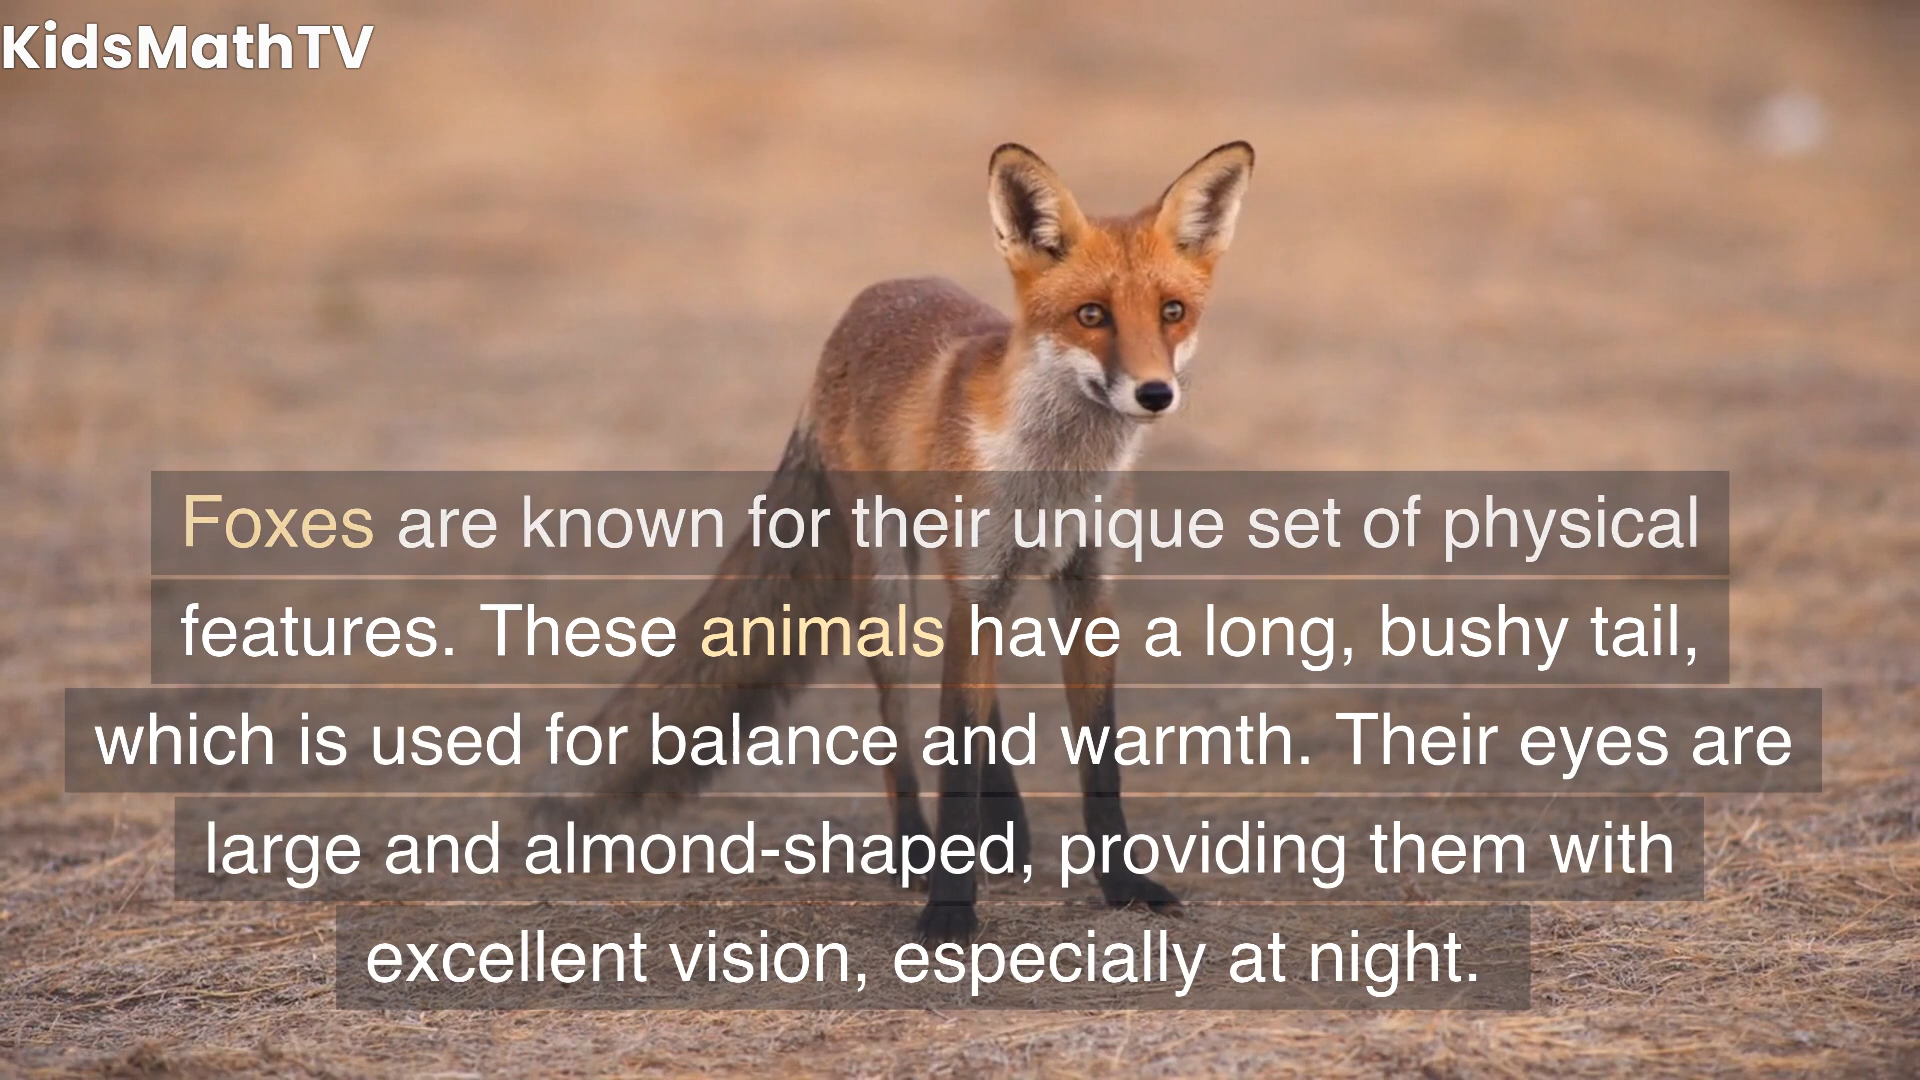 KidsMathTV
Foxes are known for their unique set of physical
features. These animals have a long, bushy tail,
which is used for balance and warmth. Their eyes are
large and almond-shaped, providing them with
excellent vision, especially at night.